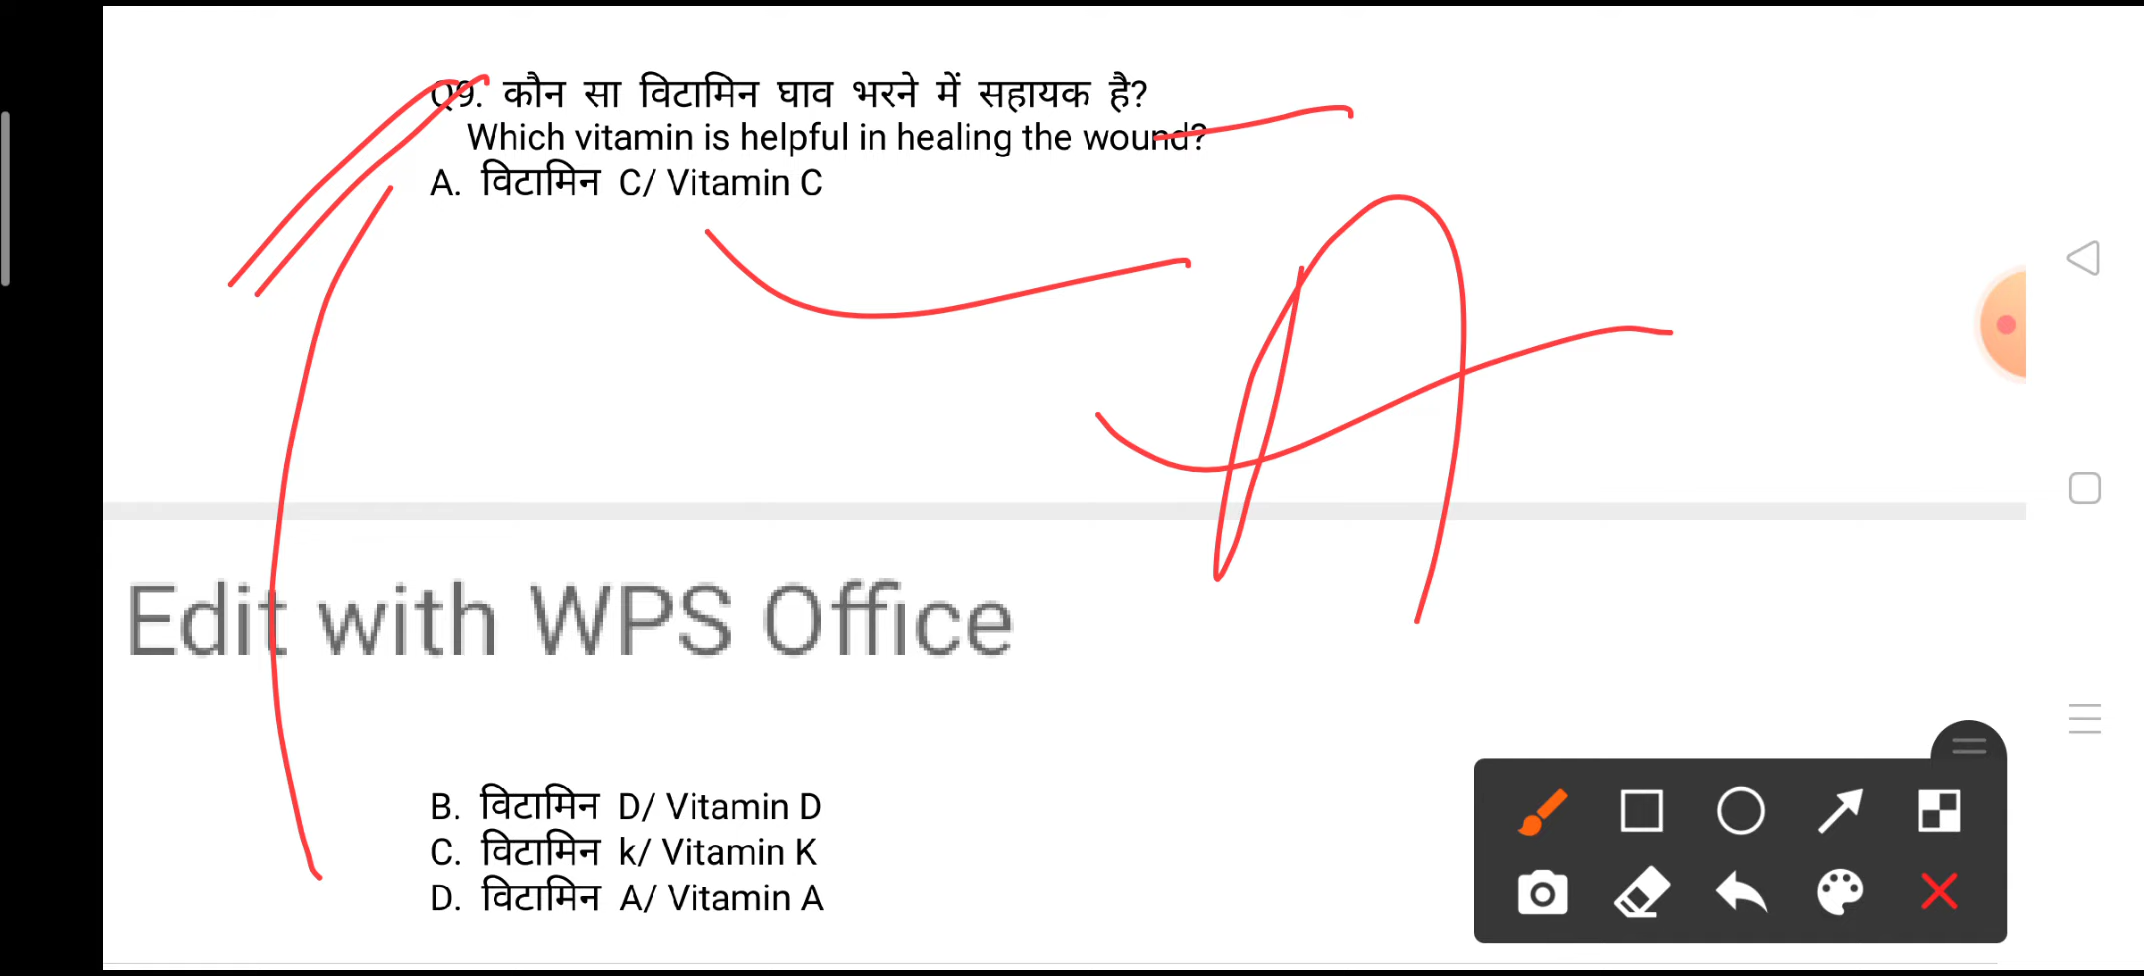 Q9. कौन सा विटामिन घाव भरने में सहायक है?
Which vitamin is helpful in healing the wound?
A. विटामिन C/ Vitamin C
A
Edit with WPS Office
B. विटामिन D/ Vitamin D
C. विटामिन k/ Vitamin K
D. विटामिन A/ Vitamin A